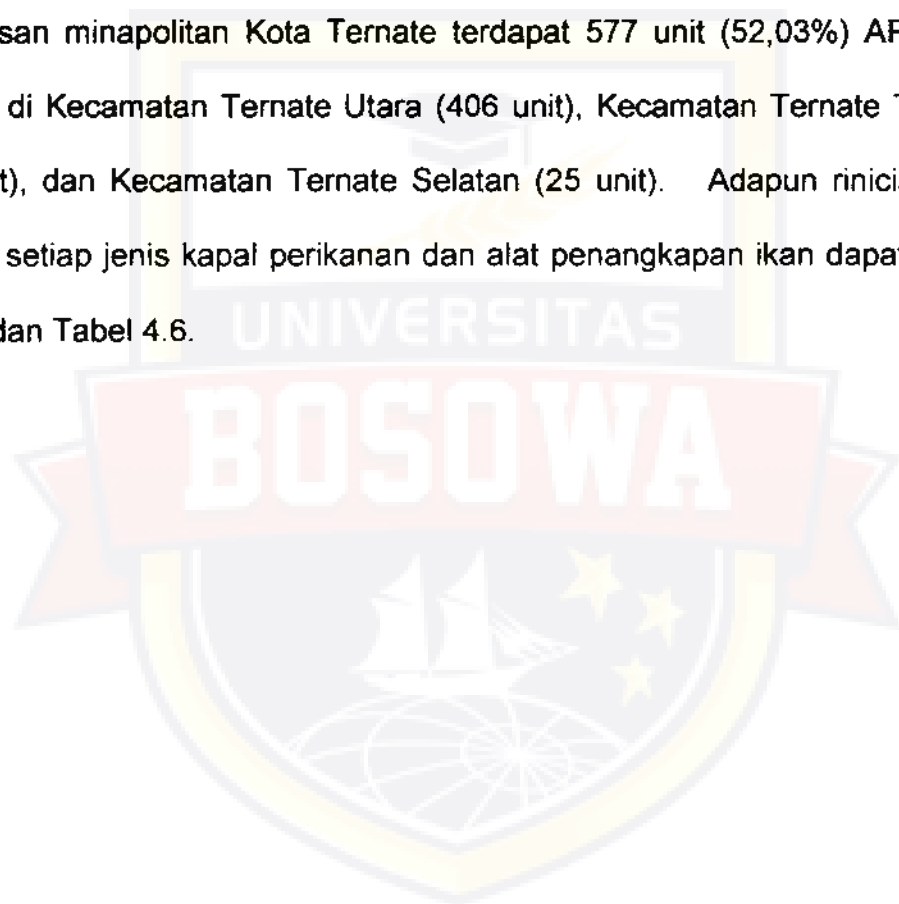 san minapolitan Kota Ternate terdapat 577 unit (52,03%)
di Kecamatan Ternate Utara (406 unit), Kecamatan Ternate
t), dan Kecamatan Ternate Selatan (25 unit). Adapun
setiap jenis kapal perikanan dan alat penangkapan ikan dapat
dan Tabel 4.6.
UNIVERSITAS
BOSOWA